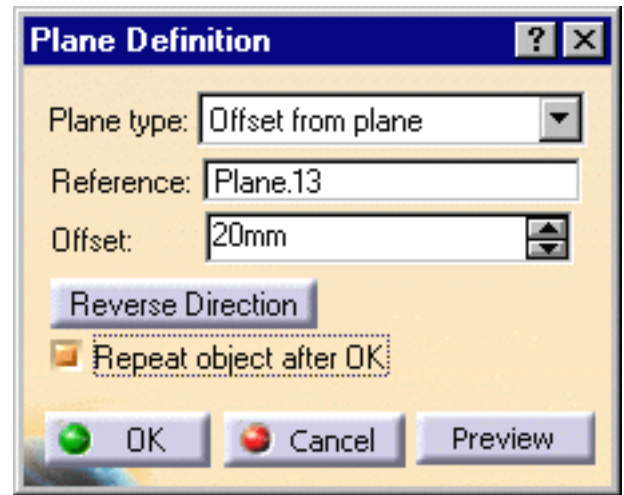 Plane Definition ? X
Plane type: Offset from plane
Reference: Plane.13
Offset: 20mm
Reverse Direction
Repeat object after OK
OK Cancel Preview